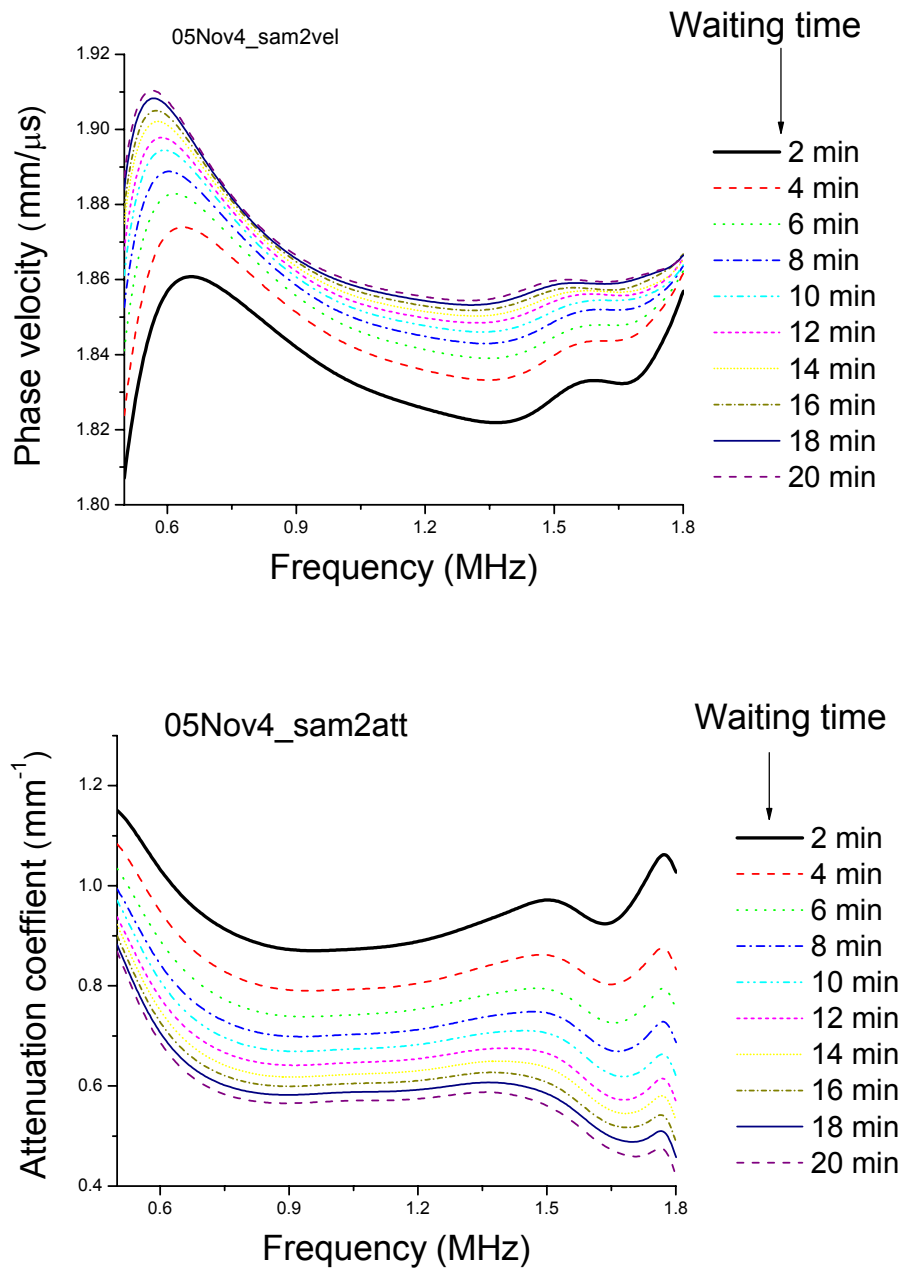 05Nov4_sam2vel
Waiting time
1.92
1.90
1.88
1.86
1.84
1.82
1.80
Phase velocity (mm/μs)
0.6 0.9 1.2 1.5 1.8
Frequency (MHz)
2 min
4 min
6 min
8 min
10 min
12 min
14 min
16 min
18 min
20 min
05Nov4_sam2att
Waiting time
1.2
1.0
0.8
0.6
0.4
Attenuation coeffient (mm⁻¹)
0.6 0.9 1.2 1.5 1.8
Frequency (MHz)
2 min
4 min
6 min
8 min
10 min
12 min
14 min
16 min
18 min
20 min